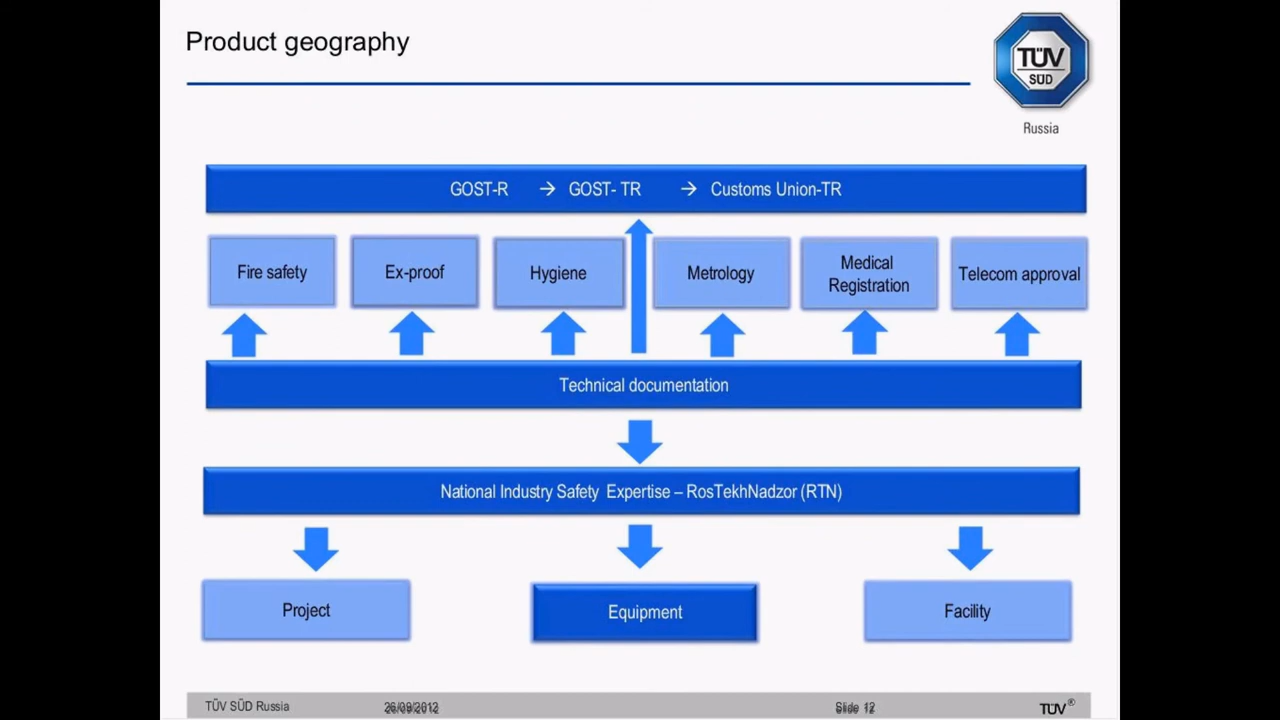 Product geography
TÜV
SÜD
Russia
GOST-R → GOST- TR → Customs Union-TR
Fire safety
Ex-proof
Hygiene
Metrology
Medical
Registration
Telecom approval
Technical documentation
National Industry Safety Expertise – RosTekhNadzor (RTN)
Project
Equipment
Facility
TÜV SÜD Russia
26/09/2012
Slide 12
TÜV®